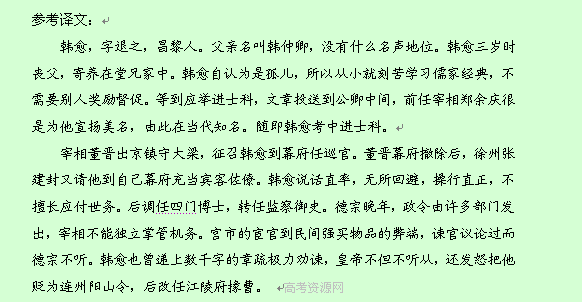 参考译文：
韩愈，字退之，昌黎人。父亲名叫韩仲卿，没有什么名声地位。韩愈三岁时
丧父，寄养在堂兄家中。韩愈自认为是孤儿，所以从小就刻苦学习儒家经典，不
需要别人奖励督促。等到应举进士科，文章投送到公卿中间，前任宰相郑余庆很
是为他宣扬美名，由此在当代知名。随即韩愈考中进士科。
宰相董晋出京镇守大梁，征召韩愈到幕府任巡官。董晋幕府撤除后，徐州张
建封又请他到自己幕府充当宾客佐僚。韩愈说话直率，无所回避，操行直正，不
擅长应付世务。后调任四门博士，转任监察御史。德宗晚年，政令由许多部门发
出，宰相不能独立掌管机务。宫市的宦官到民间强买物品的弊端，谏官议论过而
德宗不听。韩愈也曾递上数千字的章疏极力劝谏，皇帝不但不听从，还发怒把他
贬为连州阳山令，后改任江陵府掾曹。 高考资源网